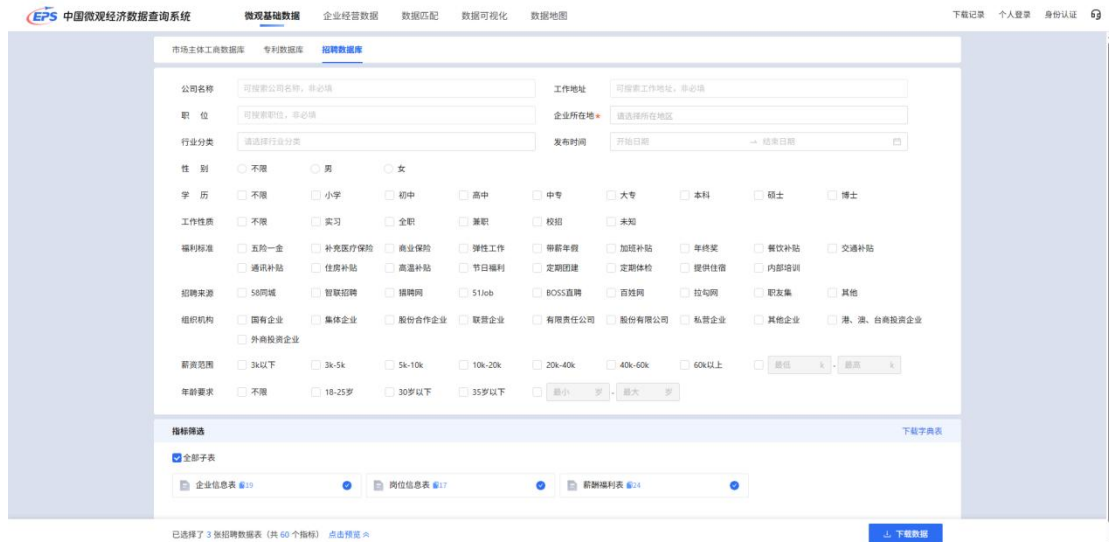 EPS 中国微观经济数据查询系统 微观基础数据 企业经营数据 数据匹配 数据可视化 数据地图 下载记录 个人登录 身份认证
市场主体工商数据库 专利数据库 招聘数据库
公司名称 可搜索公司名称，非必填 工作地址 可搜索工作地址，非必填
职 位 可搜索职位，非必填 企业所在地* 请选择所在地区
行业分类 请选择行业分类 发布时间 开始日期 → 结束日期
性 别 不限 男 女
学 历 不限 小学 初中 高中 中专 大专 本科 硕士 博士
工作性质 不限 实习 全职 兼职 校招 未知
福利标准 五险一金 补充医疗保险 商业保险 弹性工作 带薪年假 加班补贴 年终奖 餐饮补贴 交通补贴
通讯补贴 住房补贴 高温补贴 节日福利 定期团建 定期体检 提供住宿 内部培训
招聘来源 58同城 智联招聘 猎聘网 51Job BOSS直聘 百姓网 拉勾网 职友集 其他
组织机构 国有企业 集体企业 股份合作企业 联营企业 有限责任公司 股份有限公司 私营企业 其他企业 港、澳、台商投资企业
外商投资企业
薪资范围 3k以下 3k-5k 5k-10k 10k-20k 20k-40k 40k-60k 60k以上 最低 k - 最高 k
年龄要求 不限 18-25岁 30岁以下 35岁以下 最小 岁 - 最大 岁
指标筛选 下载字典表
全部子表
企业信息表 19 岗位信息表 17 薪酬福利表 24
已选择了 3 张招聘数据表（共 60 个指标） 点击预览 下载数据